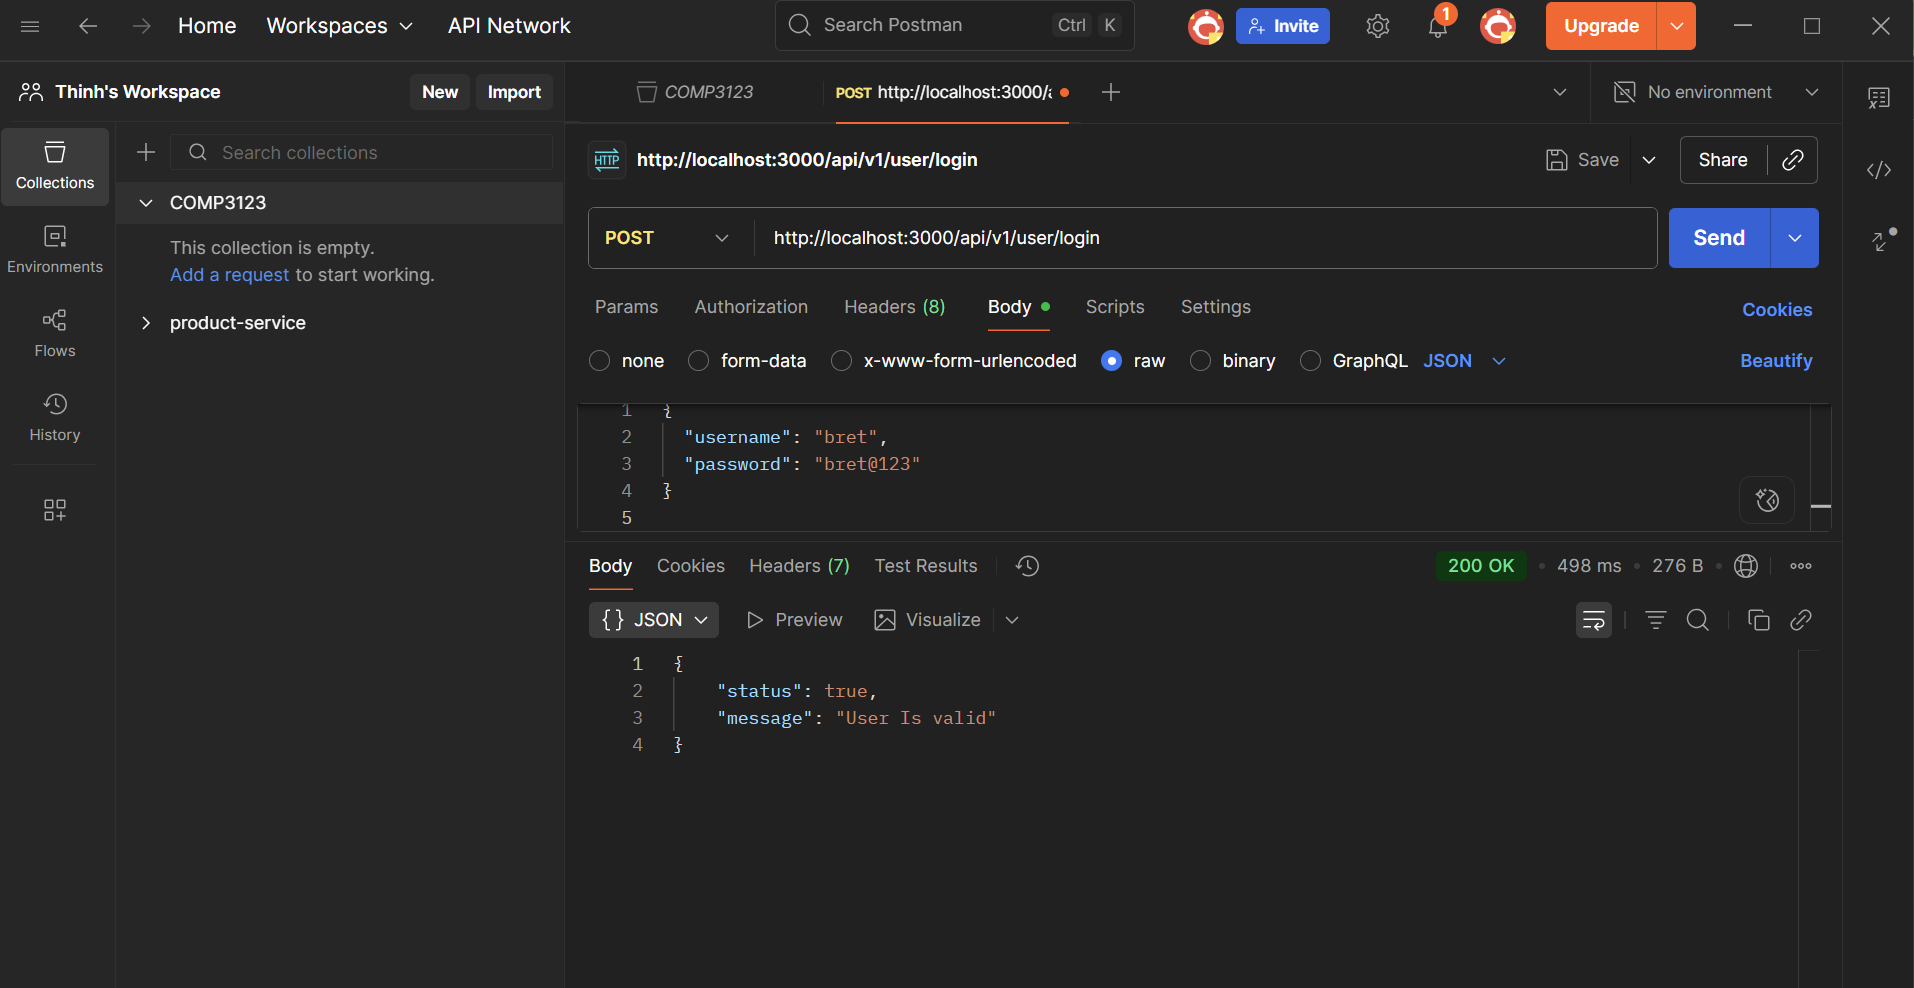 Home Workspaces API Network Search Postman Ctrl K Invite 1 Upgrade
Thinh's Workspace New Import COMP3123 POST http://localhost:3000/a No environment
Search collections
Collections
COMP3123
This collection is empty.
Add a request to start working.
product-service
Environments
Flows
History
HTTP http://localhost:3000/api/v1/user/login Save Share
POST http://localhost:3000/api/v1/user/login Send
Params Authorization Headers (8) Body Scripts Settings Cookies
none form-data x-www-form-urlencoded raw binary GraphQL JSON Beautify
1 {
2 "username": "bret",
3 "password": "bret@123"
4 }
5
Body Cookies Headers (7) Test Results 200 OK • 498 ms • 276 B •
{} JSON Preview Visualize
1 {
2 "status": true,
3 "message": "User Is valid"
4 }